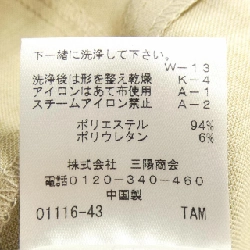 下一緒に洗浄して下さい。
W-13
洗浄後は形を整え乾燥 K-4
アイロンはあて布使用 A-1
スチームアイロン禁止 A-2
ポリエステル 94%
ポリウレタン 6%
株式会社 三陽商会
お電話0120-340-460
中国製
01116-43 TAM